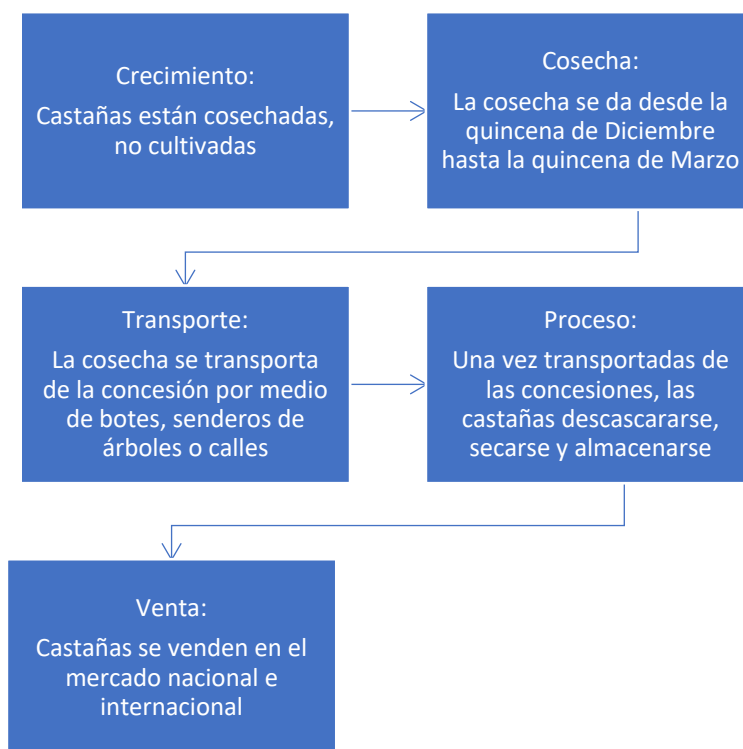 Crecimiento:
Castañas están cosechadas,
no cultivadas
Cosecha:
La cosecha se da desde la
quincena de Diciembre
hasta la quincena de Marzo
Transporte:
La cosecha se transporta
de la concesión por medio
de botes, senderos de
árboles o calles
Proceso:
Una vez transportadas de
las concesiones, las
castañas descascararse,
secarse y almacenarse
Venta:
Castañas se venden en el
mercado nacional e
internacional